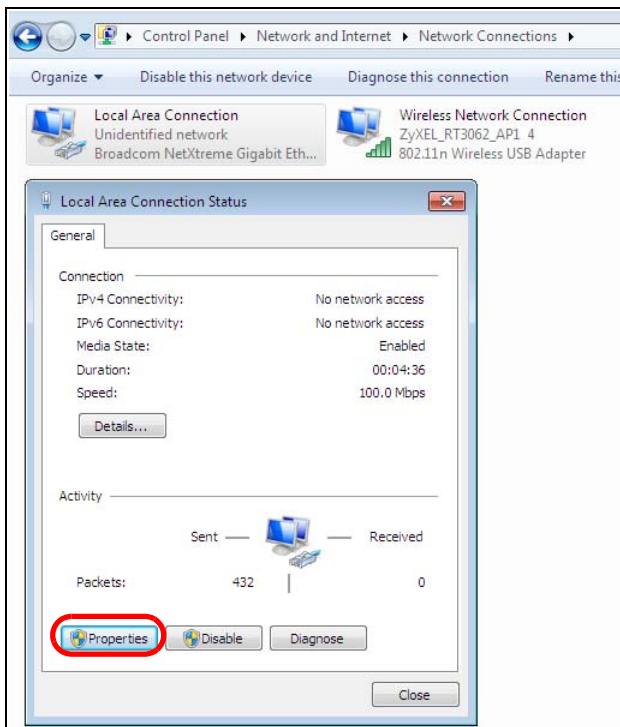 Control Panel ▸ Network and Internet ▸ Network Connections ▸
Organize ▾ Disable this network device Diagnose this connection Rename this
Local Area Connection
Unidentified network
Broadcom NetXtreme Gigabit Eth...
Wireless Network Connection
ZyXEL_RT3062_AP1 4
802.11n Wireless USB Adapter
Local Area Connection Status
General
Connection
IPv4 Connectivity: No network access
IPv6 Connectivity: No network access
Media State: Enabled
Duration: 00:04:36
Speed: 100.0 Mbps
Details...
Activity
Sent — — Received
Packets: 432 | 0
Properties Disable Diagnose
Close